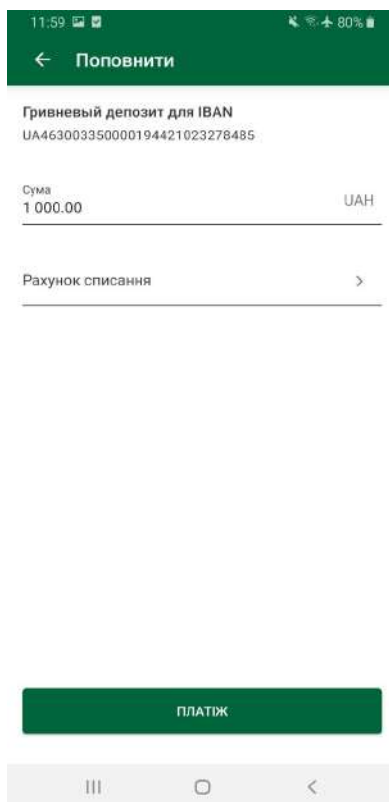 11:59 80%
Поповнити
Гривневый депозит для IBAN
UA463003350000194421023278485
Сума
1 000.00 UAH
Рахунок списання
ПЛАТІЖ